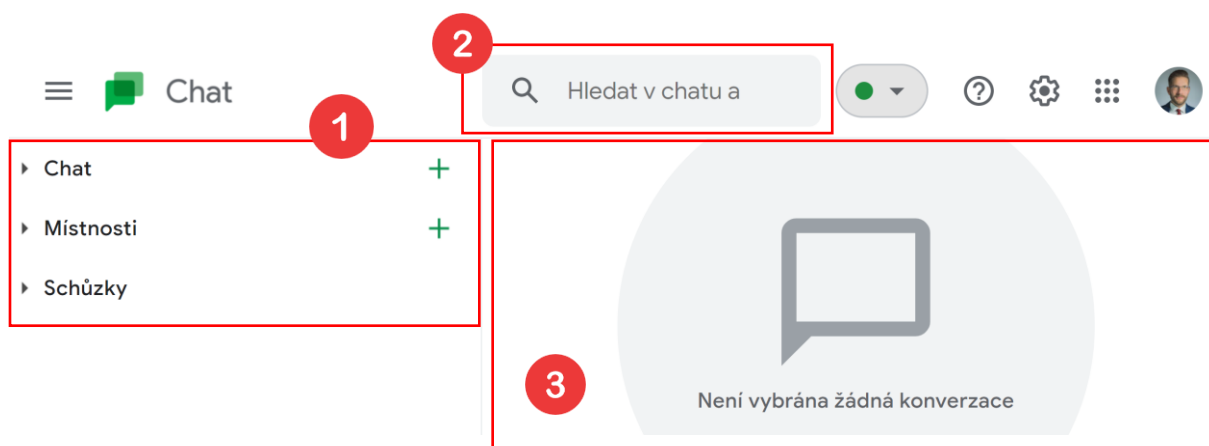 2
Chat
Hledat v chatu a
1
Chat
Místnosti
Schůzky
3
Není vybrána žádná konverzace